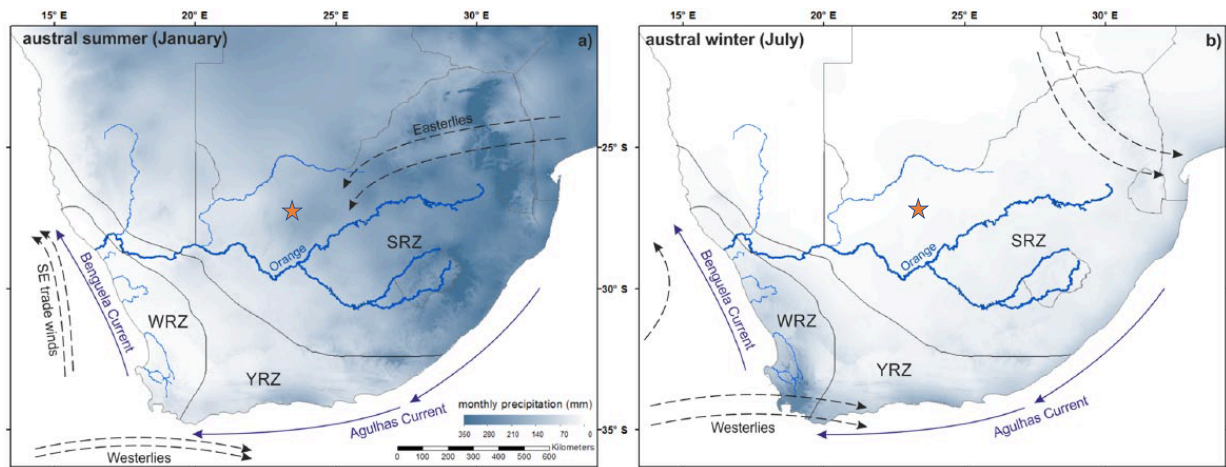 15° E
20° E
25° E
30° E
austral summer (January)
a)
Easterlies
25° S
SRZ
Orange
30° S
SE trade winds
Benguela Current
WRZ
YRZ
monthly precipitation (mm)
350 280 210 140 70 0
0 100 200 300 400 500 600
Kilometers
Agulhas Current
35° S
Westerlies
15° E
20° E
25° E
30° E
austral winter (July)
b)
25° S
SRZ
Orange
30° S
Benguela Current
WRZ
YRZ
Agulhas Current
35° S
Westerlies